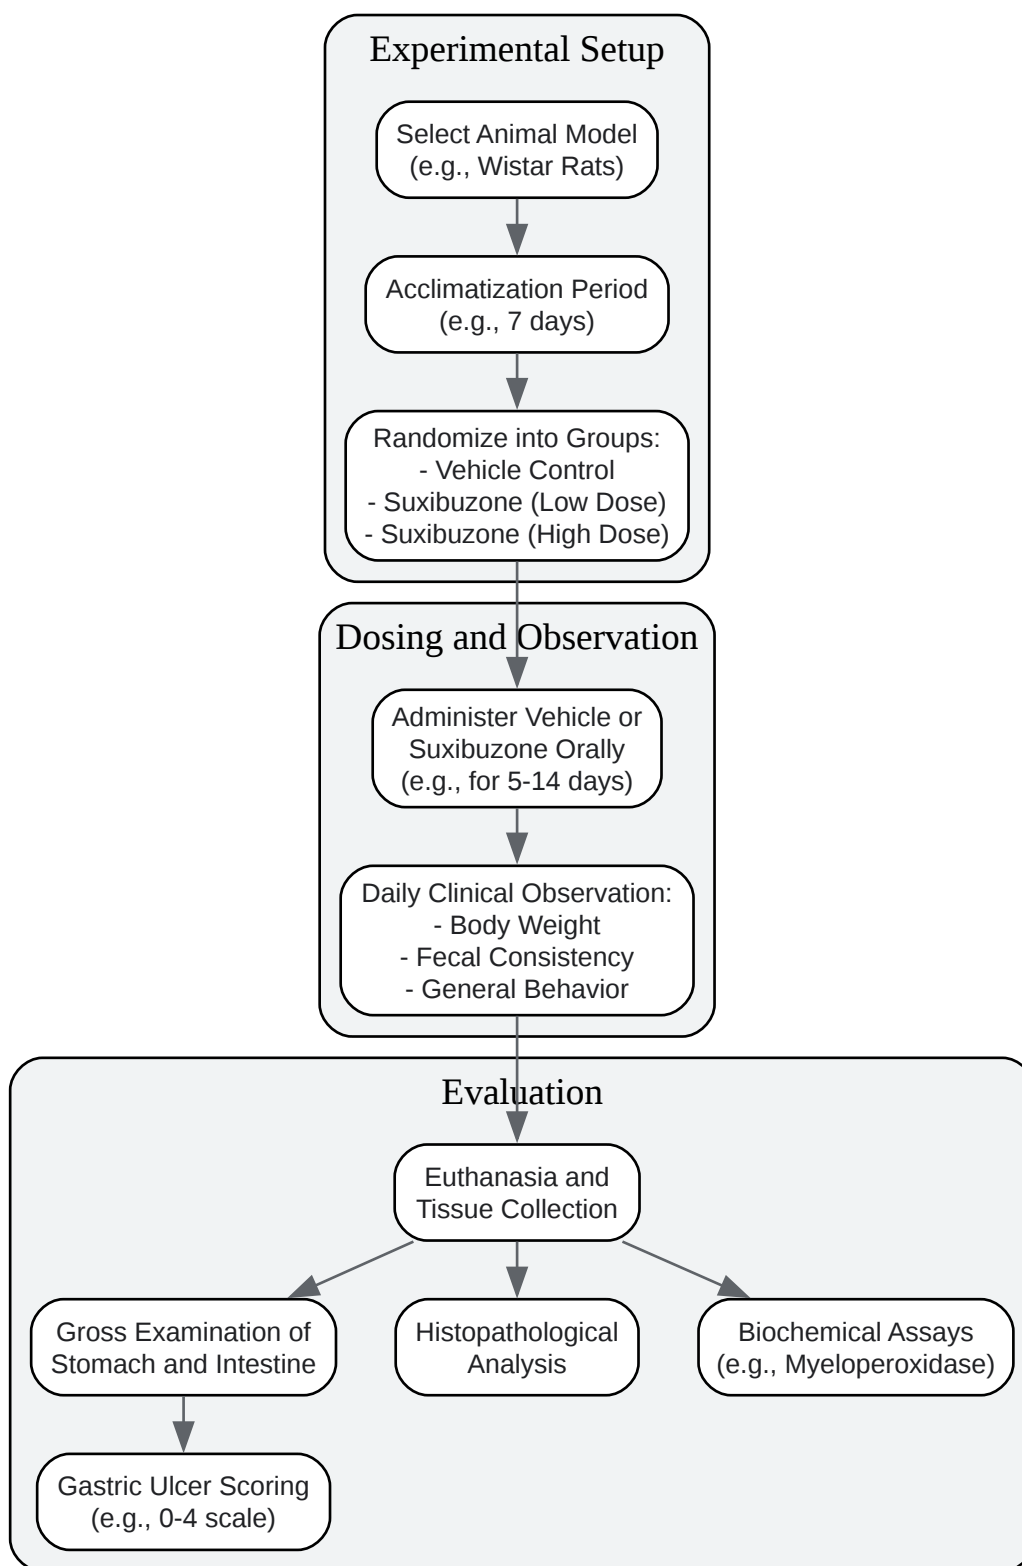 Experimental Setup
Select Animal Model
(e.g., Wistar Rats)
Acclimatization Period
(e.g., 7 days)
Randomize into Groups:
- Vehicle Control
- Suxibuzone (Low Dose)
- Suxibuzone (High Dose)
Dosing and Observation
Administer Vehicle or
Suxibuzone Orally
(e.g., for 5-14 days)
Daily Clinical Observation:
- Body Weight
- Fecal Consistency
- General Behavior
Evaluation
Euthanasia and
Tissue Collection
Gross Examination of
Stomach and Intestine
Histopathological
Analysis
Biochemical Assays
(e.g., Myeloperoxidase)
Gastric Ulcer Scoring
(e.g., 0-4 scale)